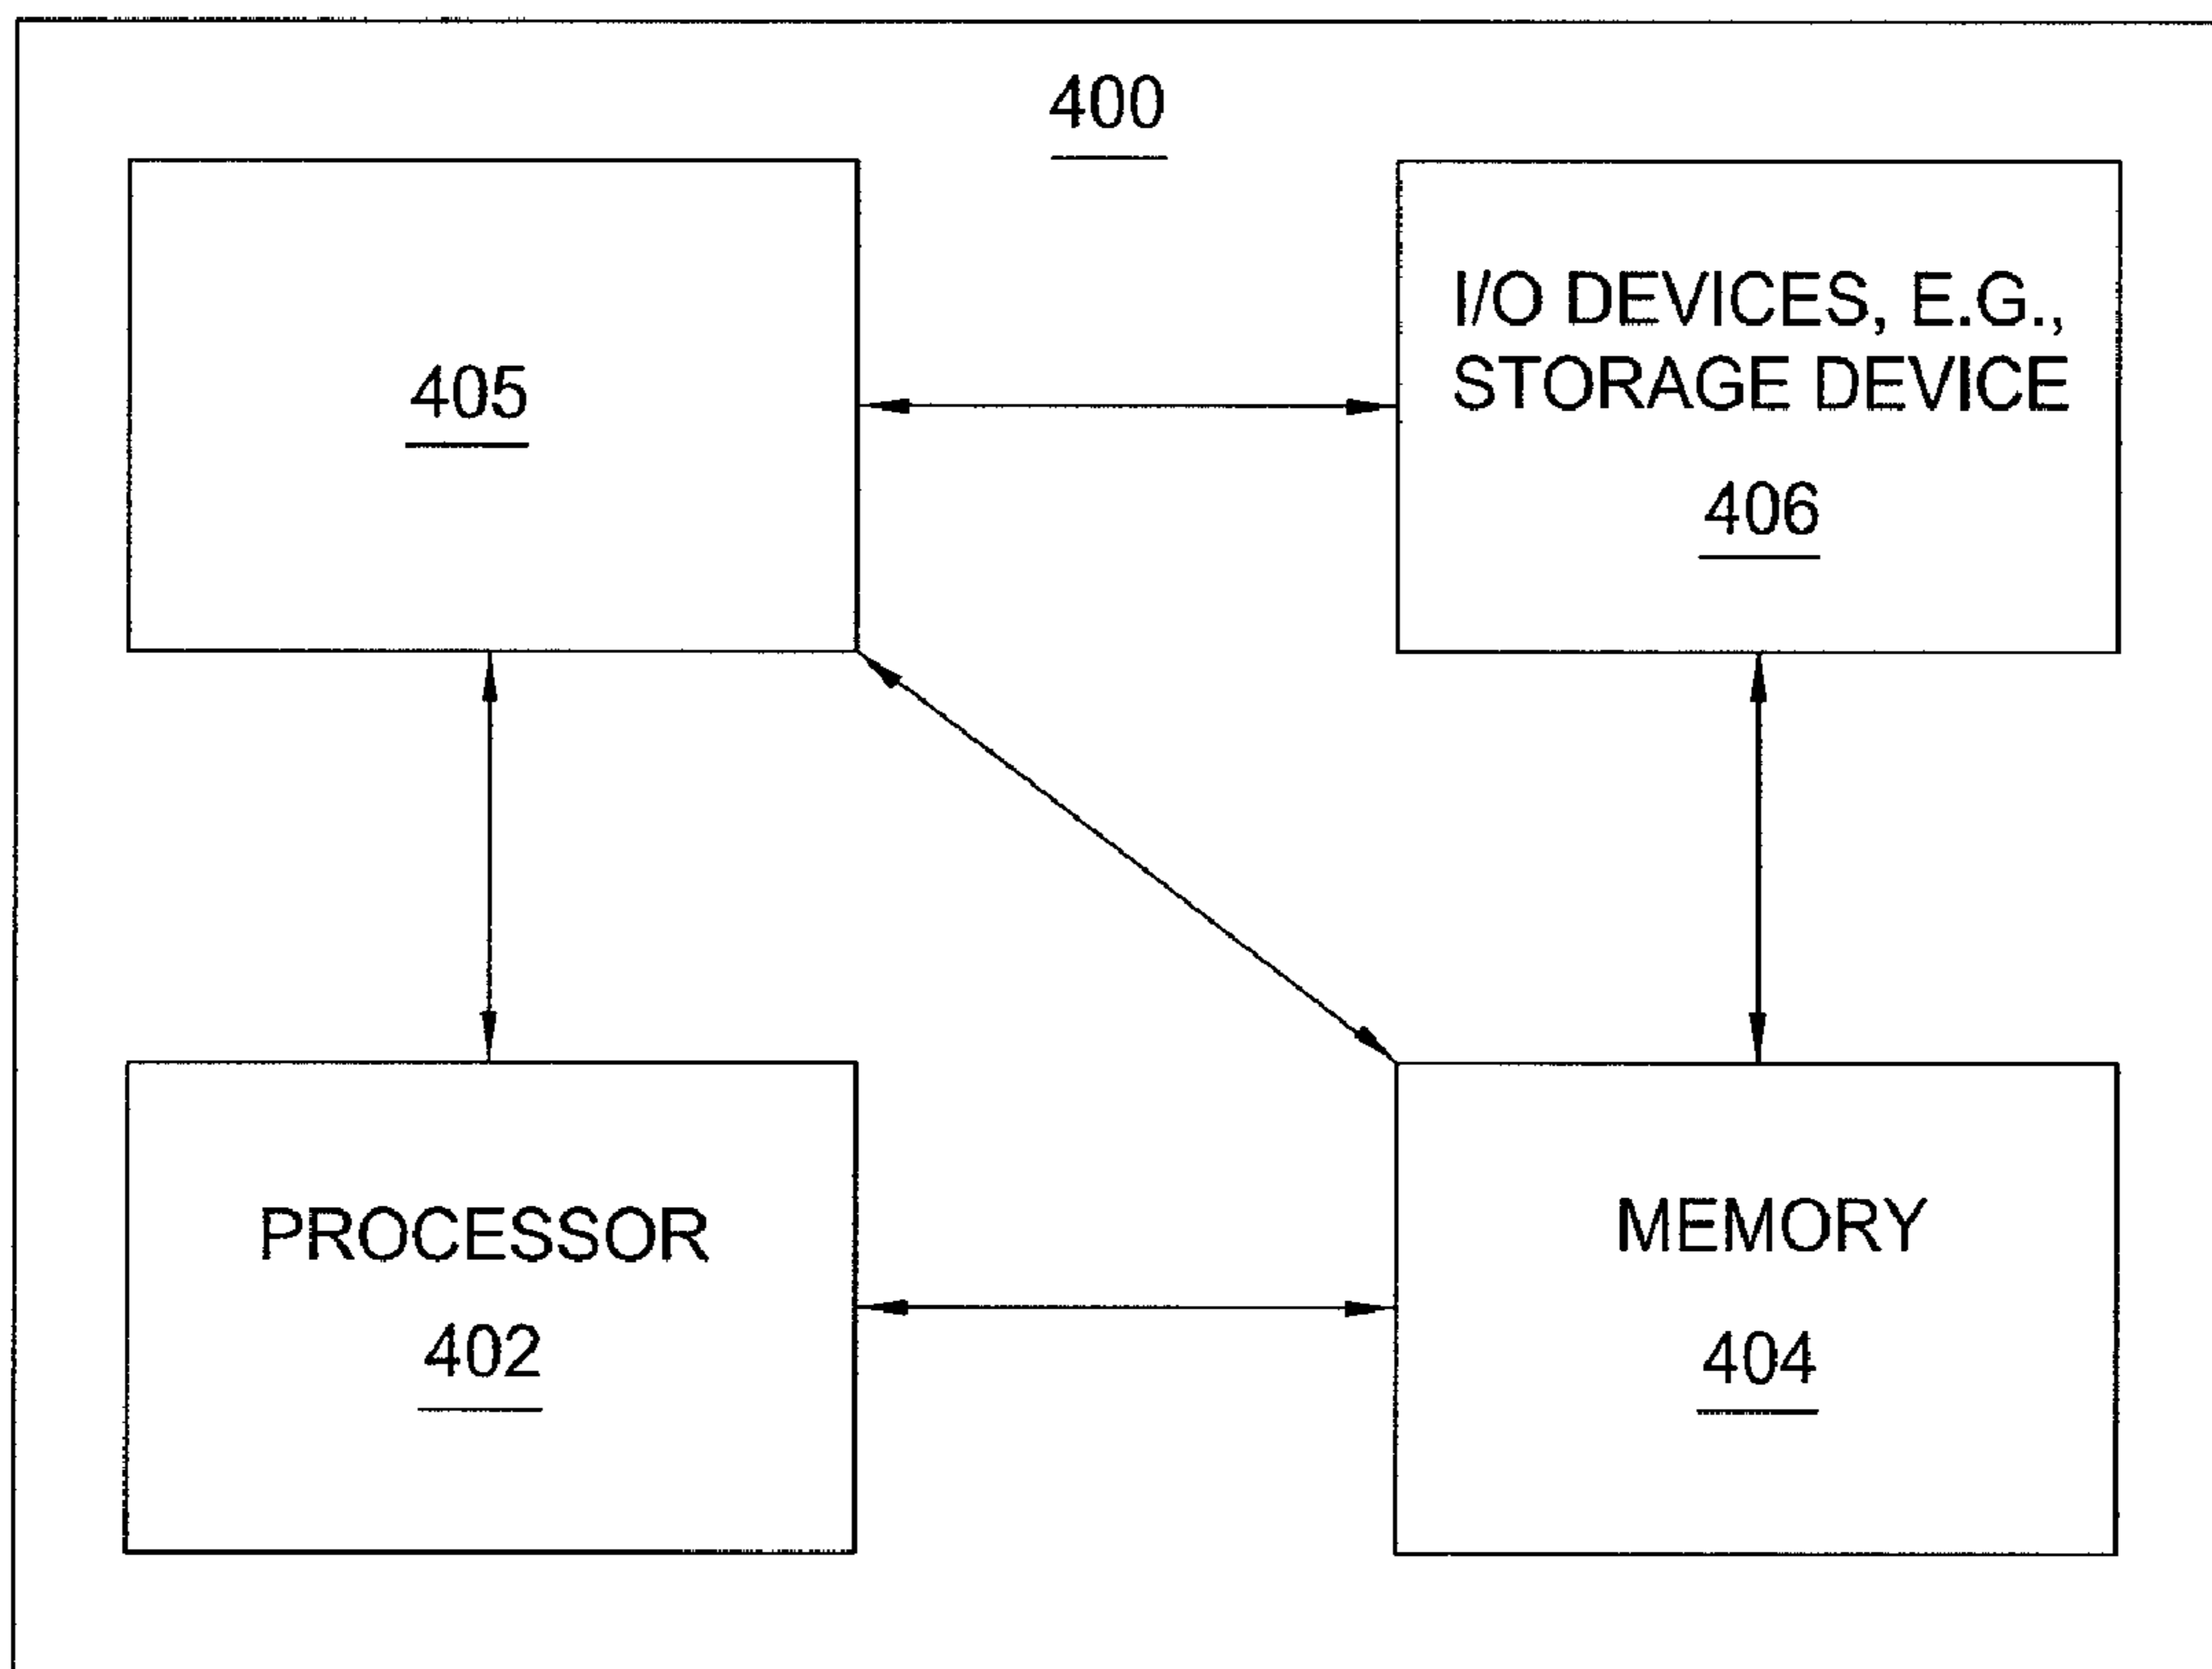 400
405
I/O DEVICES, E.G.,
STORAGE DEVICE
406
PROCESSOR
402
MEMORY
404